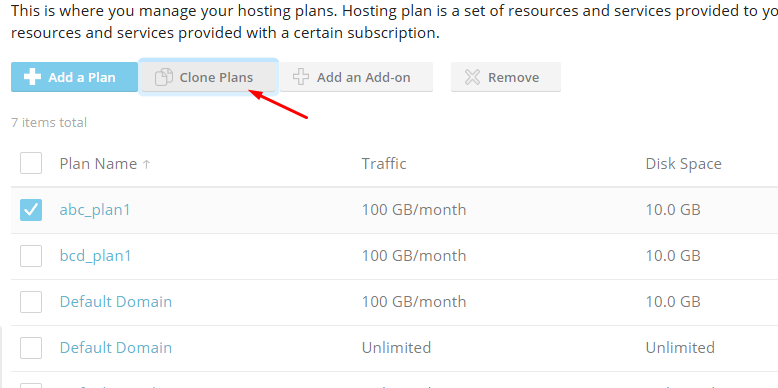 This is where you manage your hosting plans. Hosting plan is a set of resources and services provided to yo
resources and services provided with a certain subscription.
Add a Plan Clone Plans Add an Add-on Remove
7 items total
Plan Name ↑ Traffic Disk Space
abc_plan1 100 GB/month 10.0 GB
bcd_plan1 100 GB/month 10.0 GB
Default Domain 100 GB/month 10.0 GB
Default Domain Unlimited Unlimited